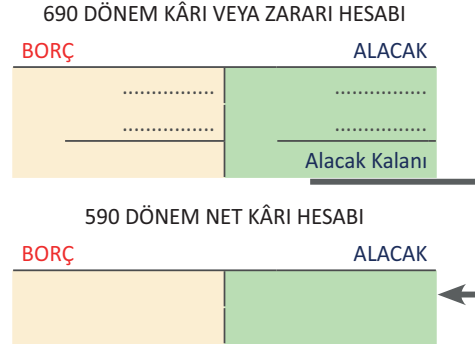 690 DÖNEM KÂRI VEYA ZARARI HESABI
BORÇ ALACAK
................ ................
................ ................
Alacak Kalanı
590 DÖNEM NET KÂRI HESABI
BORÇ ALACAK